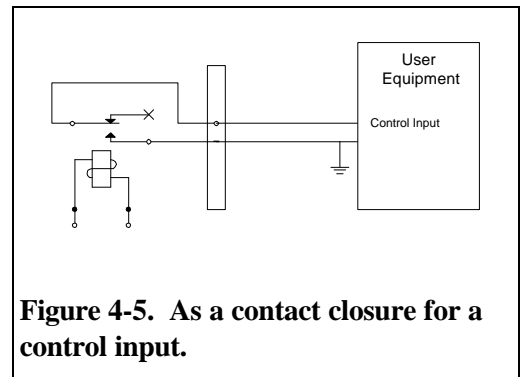 User
Equipment
Control Input
Figure 4-5. As a contact closure for a
control input.